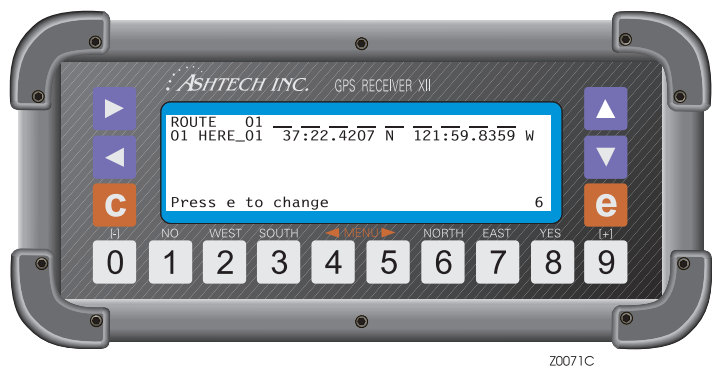 ASHTECH INC. GPS RECEIVER XII
ROUTE 01
01 HERE_01 37:22.4207 N 121:59.8359 W
Press e to change 6
c e
[-] NO WEST SOUTH MENU NORTH EAST YES [+]
0 1 2 3 4 5 6 7 8 9
Z0071C